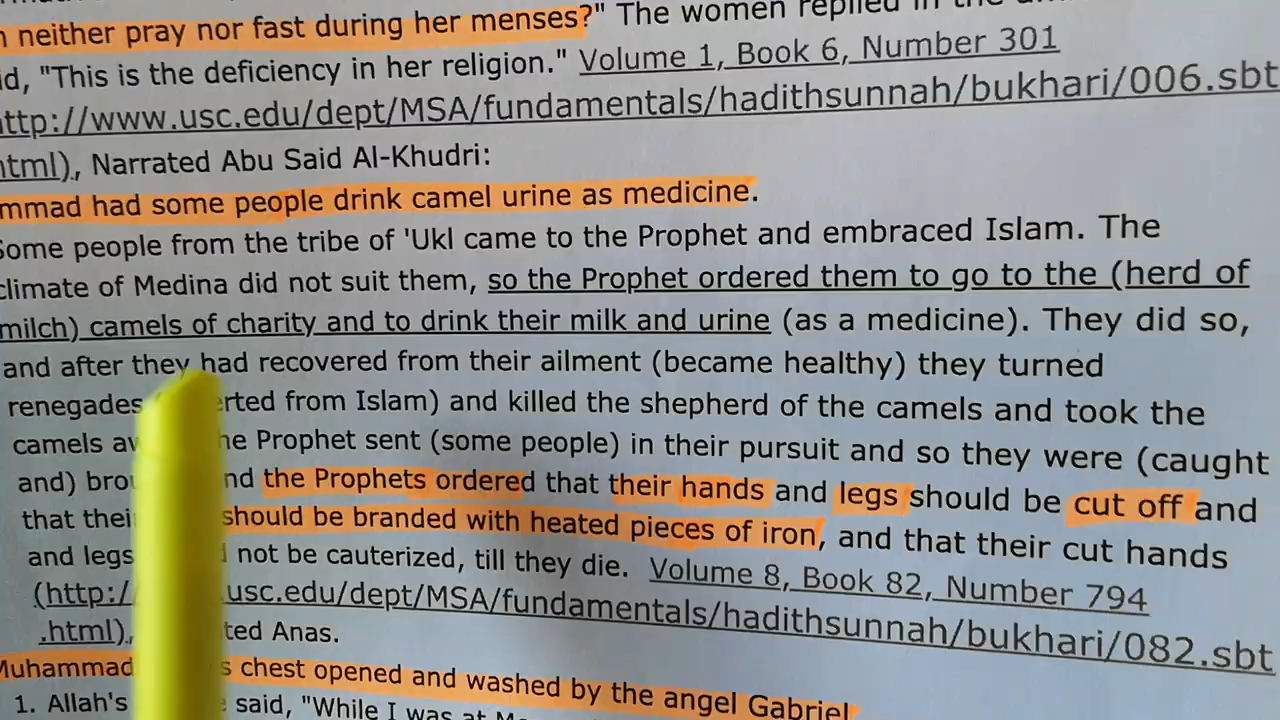 neither pray nor fast during her menses?" The women replied in the
"This is the deficiency in her religion." Volume 1, Book 6, Number 301
ttp://www.usc.edu/dept/MSA/fundamentals/hadithsunnah/bukhari/006.sbt
html), Narrated Abu Said Al-Khudri:
mmad had some people drink camel urine as medicine.
Some people from the tribe of 'Ukl came to the Prophet and embraced Islam. The
climate of Medina did not suit them, so the Prophet ordered them to go to the (herd of
milch) camels of charity and to drink their milk and urine (as a medicine). They did so,
and after they had recovered from their ailment (became healthy) they turned
renegades erted from Islam) and killed the shepherd of the camels and took the
camels he Prophet sent (some people) in their pursuit and so they were (caught
and) the Prophets ordered that their hands and legs should be cut off and
that should be branded with heated pieces of iron, and that their cut hands
and legs not be cauterized, till they die. Volume 8, Book 82, Number 794
(http:/ usc.edu/dept/MSA/fundamentals/hadithsunnah/bukhari/082.sbt
.html), ted Anas.
Muhammad s chest opened and washed by the angel Gabriel
1. Allah's said, "While I was at